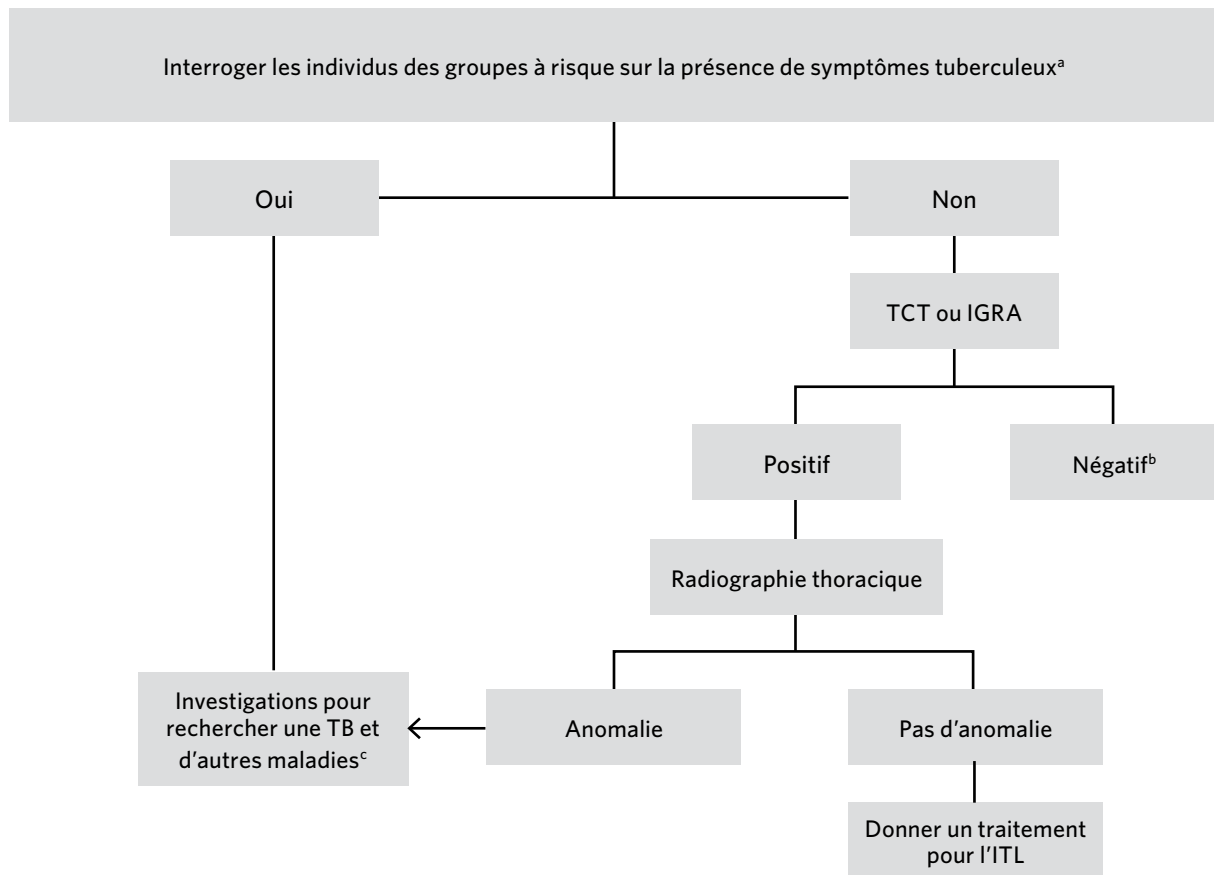 Interroger les individus des groupes à risque sur la présence de symptômes tuberculeuxᵃ
Oui
Non
TCT ou IGRA
Positif
Négatifᵇ
Radiographie thoracique
Investigations pour
rechercher une TB et
d'autres maladiesᶜ
Anomalie
Pas d'anomalie
Donner un traitement
pour l'ITL